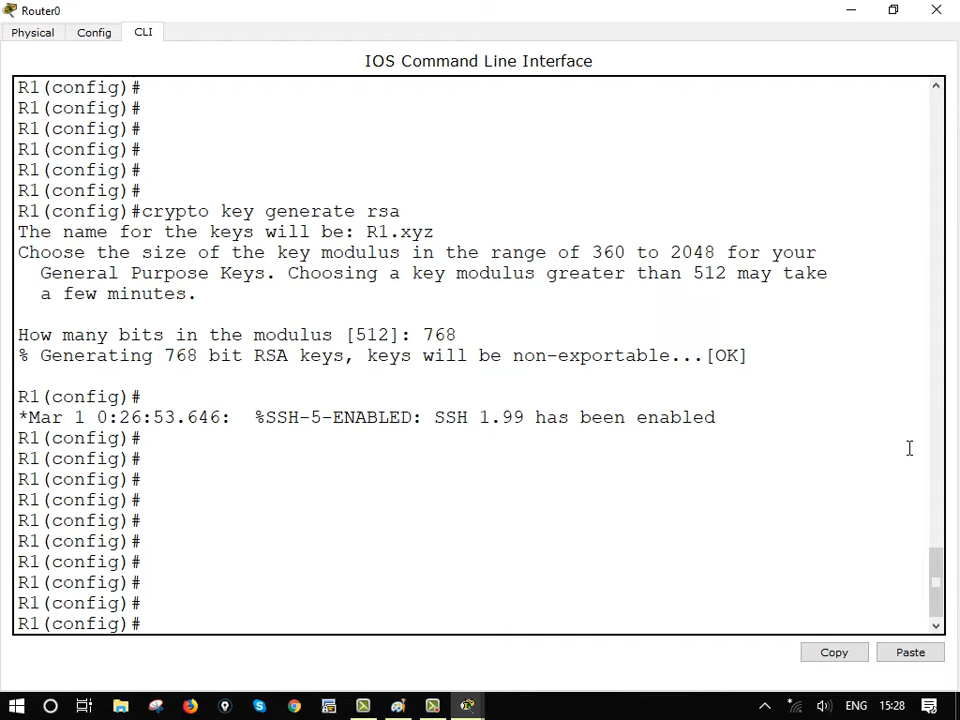 Router0
Physical Config CLI
IOS Command Line Interface
R1(config)#
R1(config)#
R1(config)#
R1(config)#
R1(config)#
R1(config)#
R1(config)#crypto key generate rsa
The name for the keys will be: R1.xyz
Choose the size of the key modulus in the range of 360 to 2048 for your
General Purpose Keys. Choosing a key modulus greater than 512 may take
a few minutes.
How many bits in the modulus [512]: 768
% Generating 768 bit RSA keys, keys will be non-exportable...[OK]
R1(config)#
*Mar 1 0:26:53.646: %SSH-5-ENABLED: SSH 1.99 has been enabled
R1(config)#
R1(config)#
R1(config)#
R1(config)#
R1(config)#
R1(config)#
R1(config)#
R1(config)#
R1(config)#
R1(config)#
Copy Paste
ENG 15:28